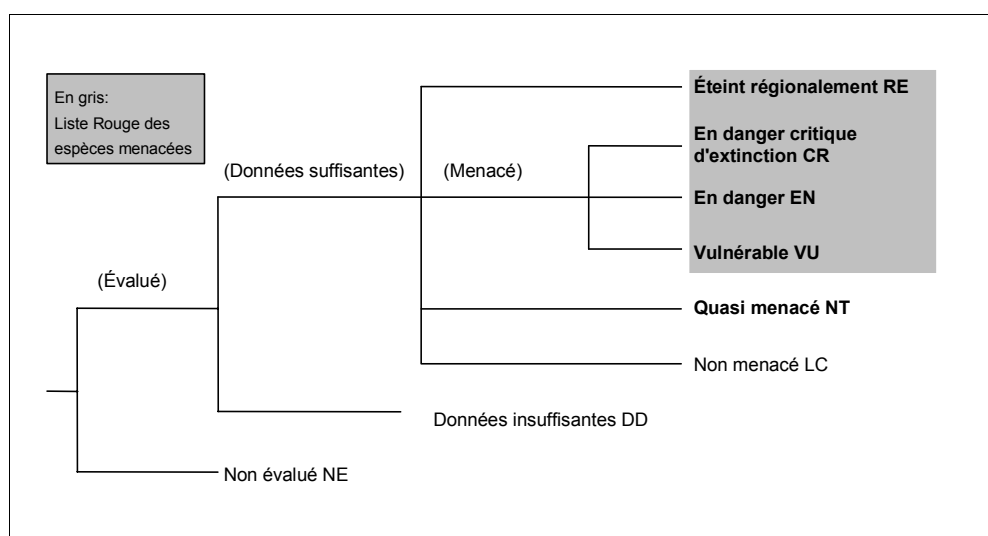 En gris:
Liste Rouge des
espèces menacées
Éteint régionalement RE
En danger critique
d'extinction CR
(Données suffisantes)
(Menacé)
En danger EN
Vulnérable VU
(Évalué)
Quasi menacé NT
Non menacé LC
Données insuffisantes DD
Non évalué NE